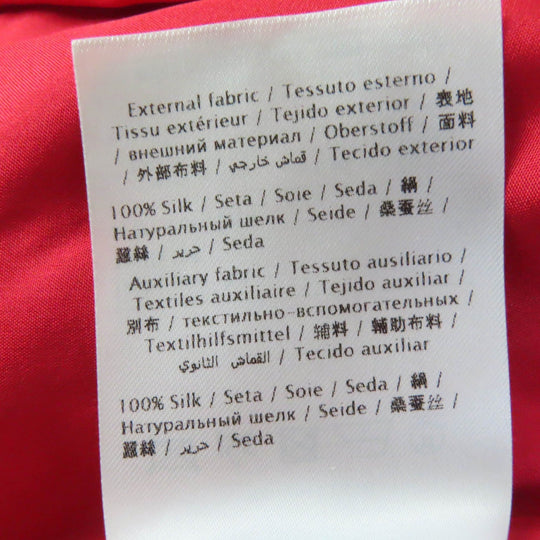 External fabric / Tessuto esterno /
Tissu extérieur / Tejido exterior / 表地
/ внешний материал / Oberstoff / 面料
/ 外部布料 / قماش خارجي / Tecido exterior
100% Silk / Seta / Soie / Seda / 絹 /
Натуральный шелк / Seide / 桑蚕丝 /
蠶絲 / حرير / Seda
Auxiliary fabric / Tessuto ausiliario /
Textiles auxiliaire / Tejido auxiliar /
別布 / текстильно-вспомогательных /
Textilhilfsmittel / 辅料 / 輔助布料 /
القماش الثانوي / Tecido auxiliar
100% Silk / Seta / Soie / Seda / 絹 /
Натуральный шелк / Seide / 桑蚕丝 /
蠶絲 / حرير / Seda